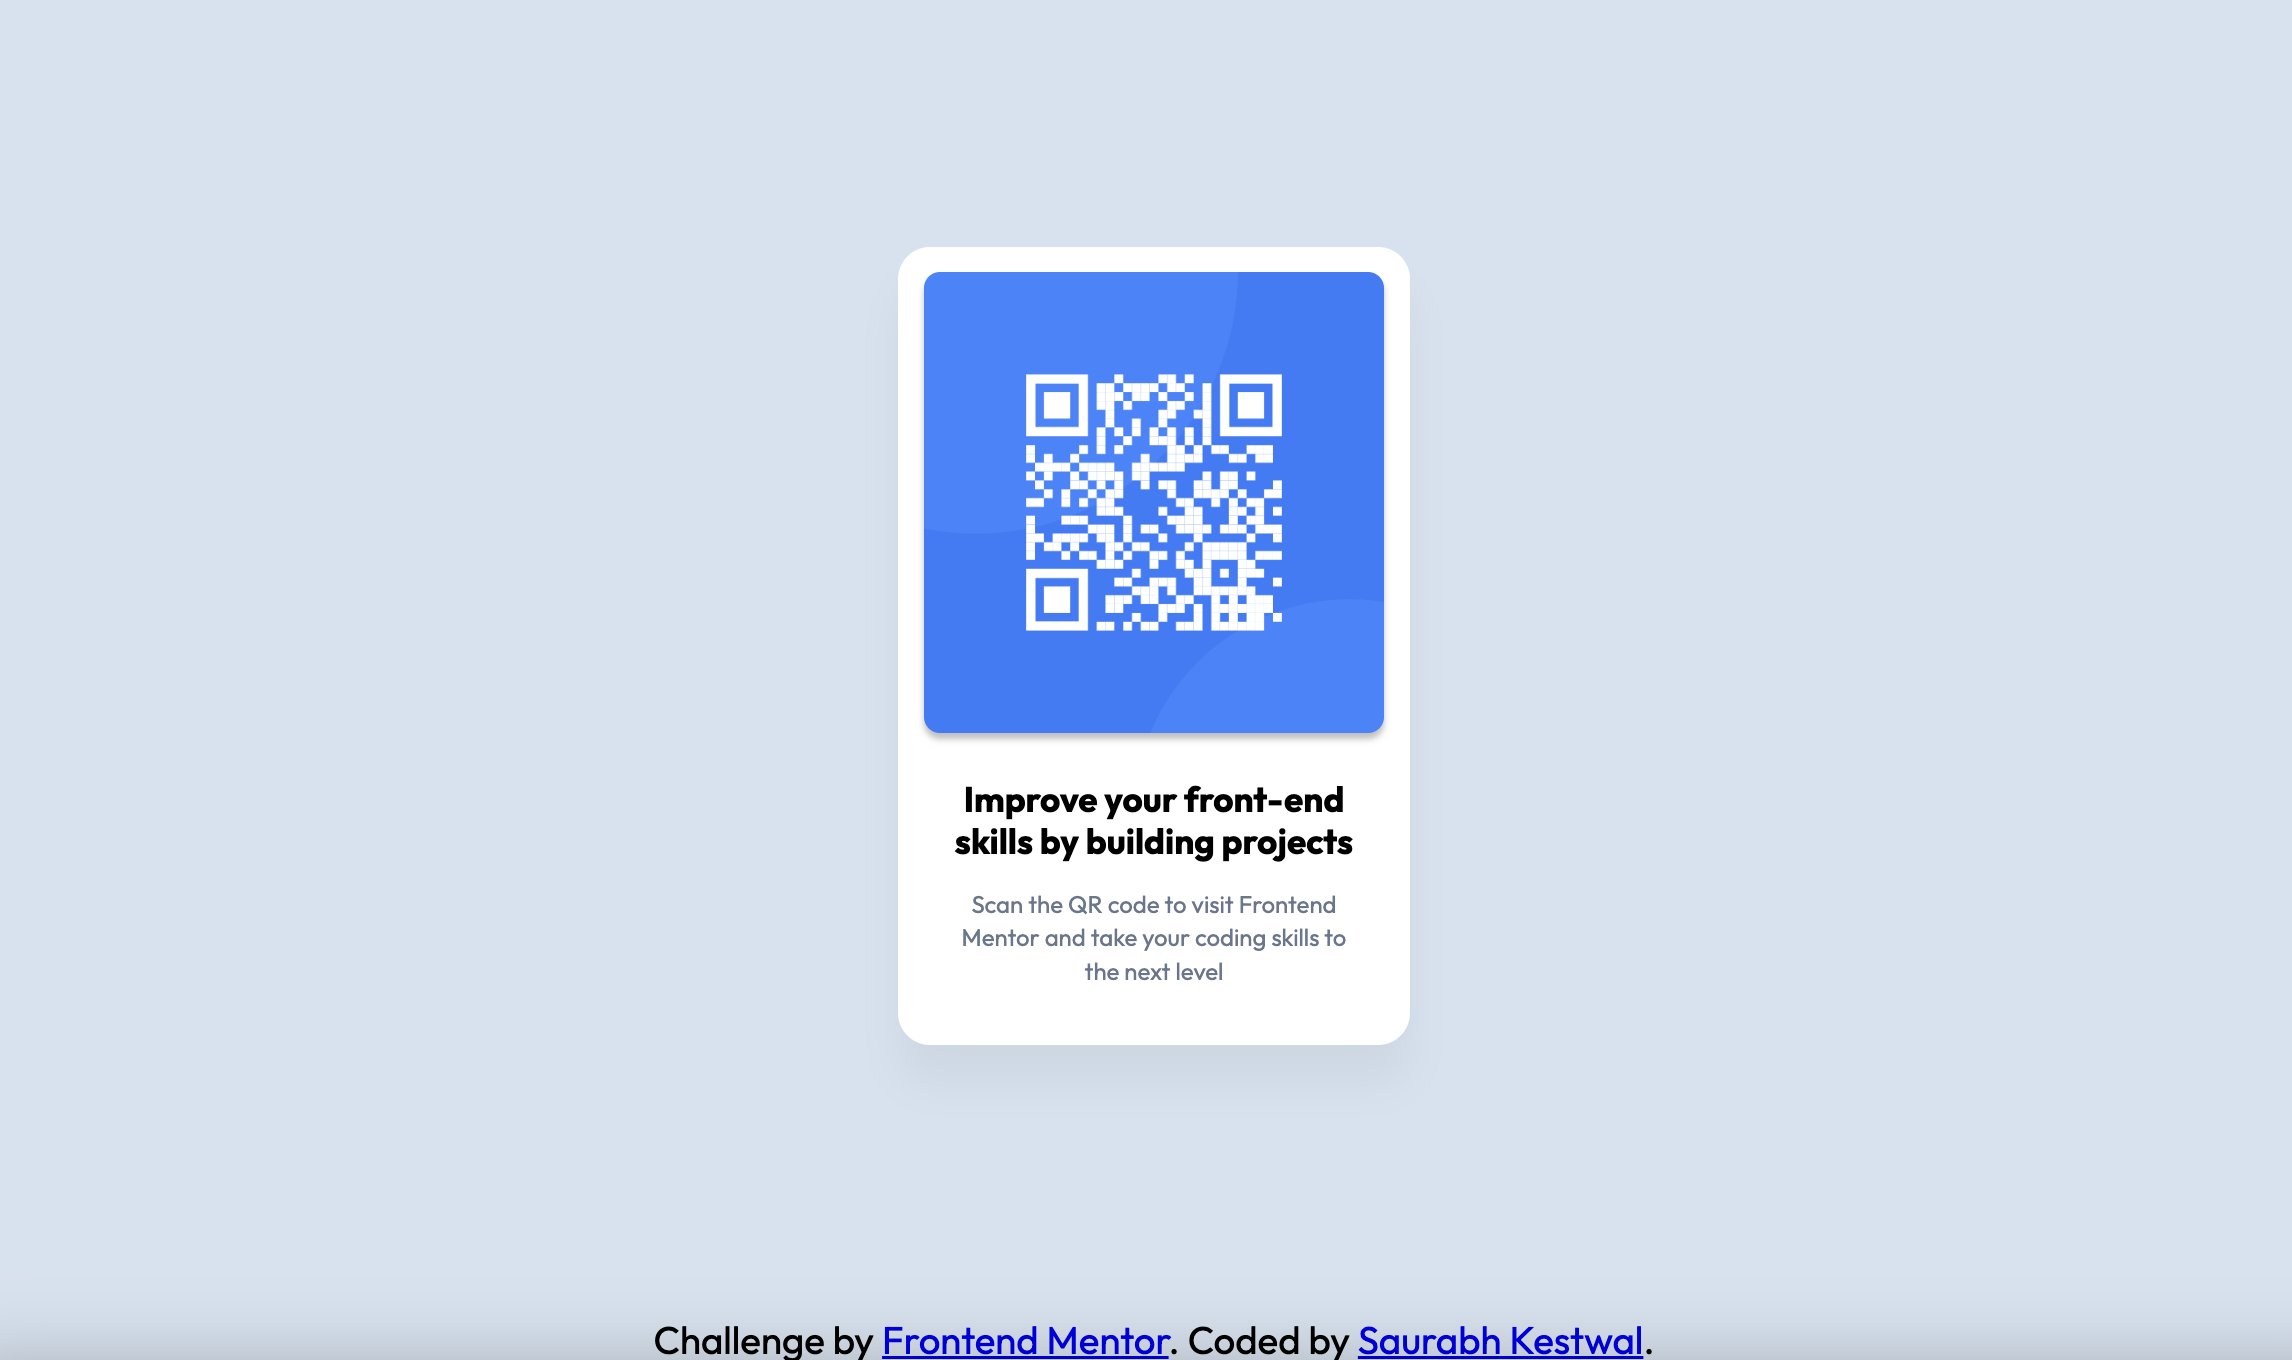 Improve your front-end
skills by building projects
Scan the QR code to visit Frontend
Mentor and take your coding skills to
the next level
Challenge by Frontend Mentor. Coded by Saurabh Kestwal.